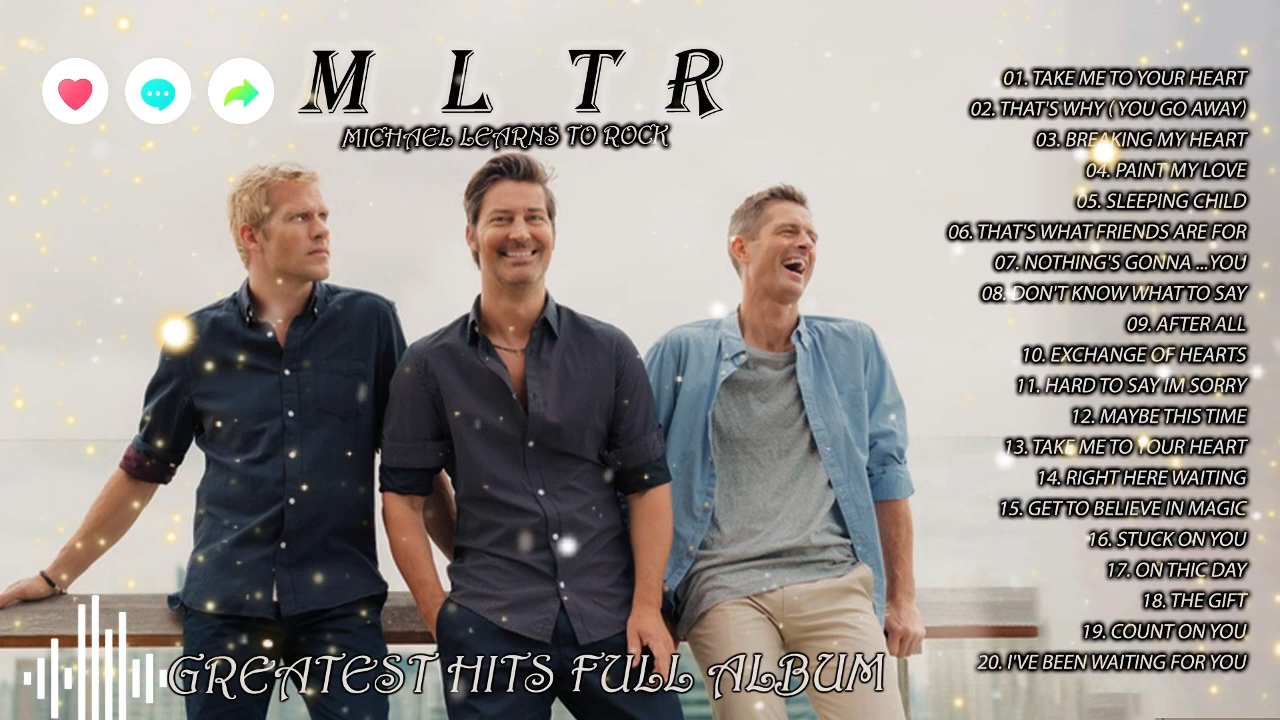 M L T R
MICHAEL LEARNS TO ROCK
01. TAKE ME TO YOUR HEART
02. THAT'S WHY ( YOU GO AWAY)
03. BREAKING MY HEART
04. PAINT MY LOVE
05. SLEEPING CHILD
06. THAT'S WHAT FRIENDS ARE FOR
07. NOTHING'S GONNA ...YOU
08. DON'T KNOW WHAT TO SAY
09. AFTER ALL
10. EXCHANGE OF HEARTS
11. HARD TO SAY IM SORRY
12. MAYBE THIS TIME
13. TAKE ME TO YOUR HEART
14. RIGHT HERE WAITING
15. GET TO BELIEVE IN MAGIC
16. STUCK ON YOU
17. ON THIC DAY
18. THE GIFT
19. COUNT ON YOU
20. I'VE BEEN WAITING FOR YOU
GREATEST HITS FULL ALBUM